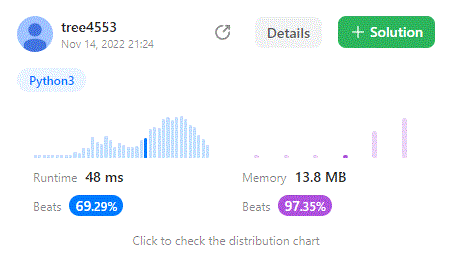 tree4553
Nov 14, 2022 21:24
Details
+ Solution
Python3
Runtime 48 ms
Beats 69.29%
Memory 13.8 MB
Beats 97.35%
Click to check the distribution chart